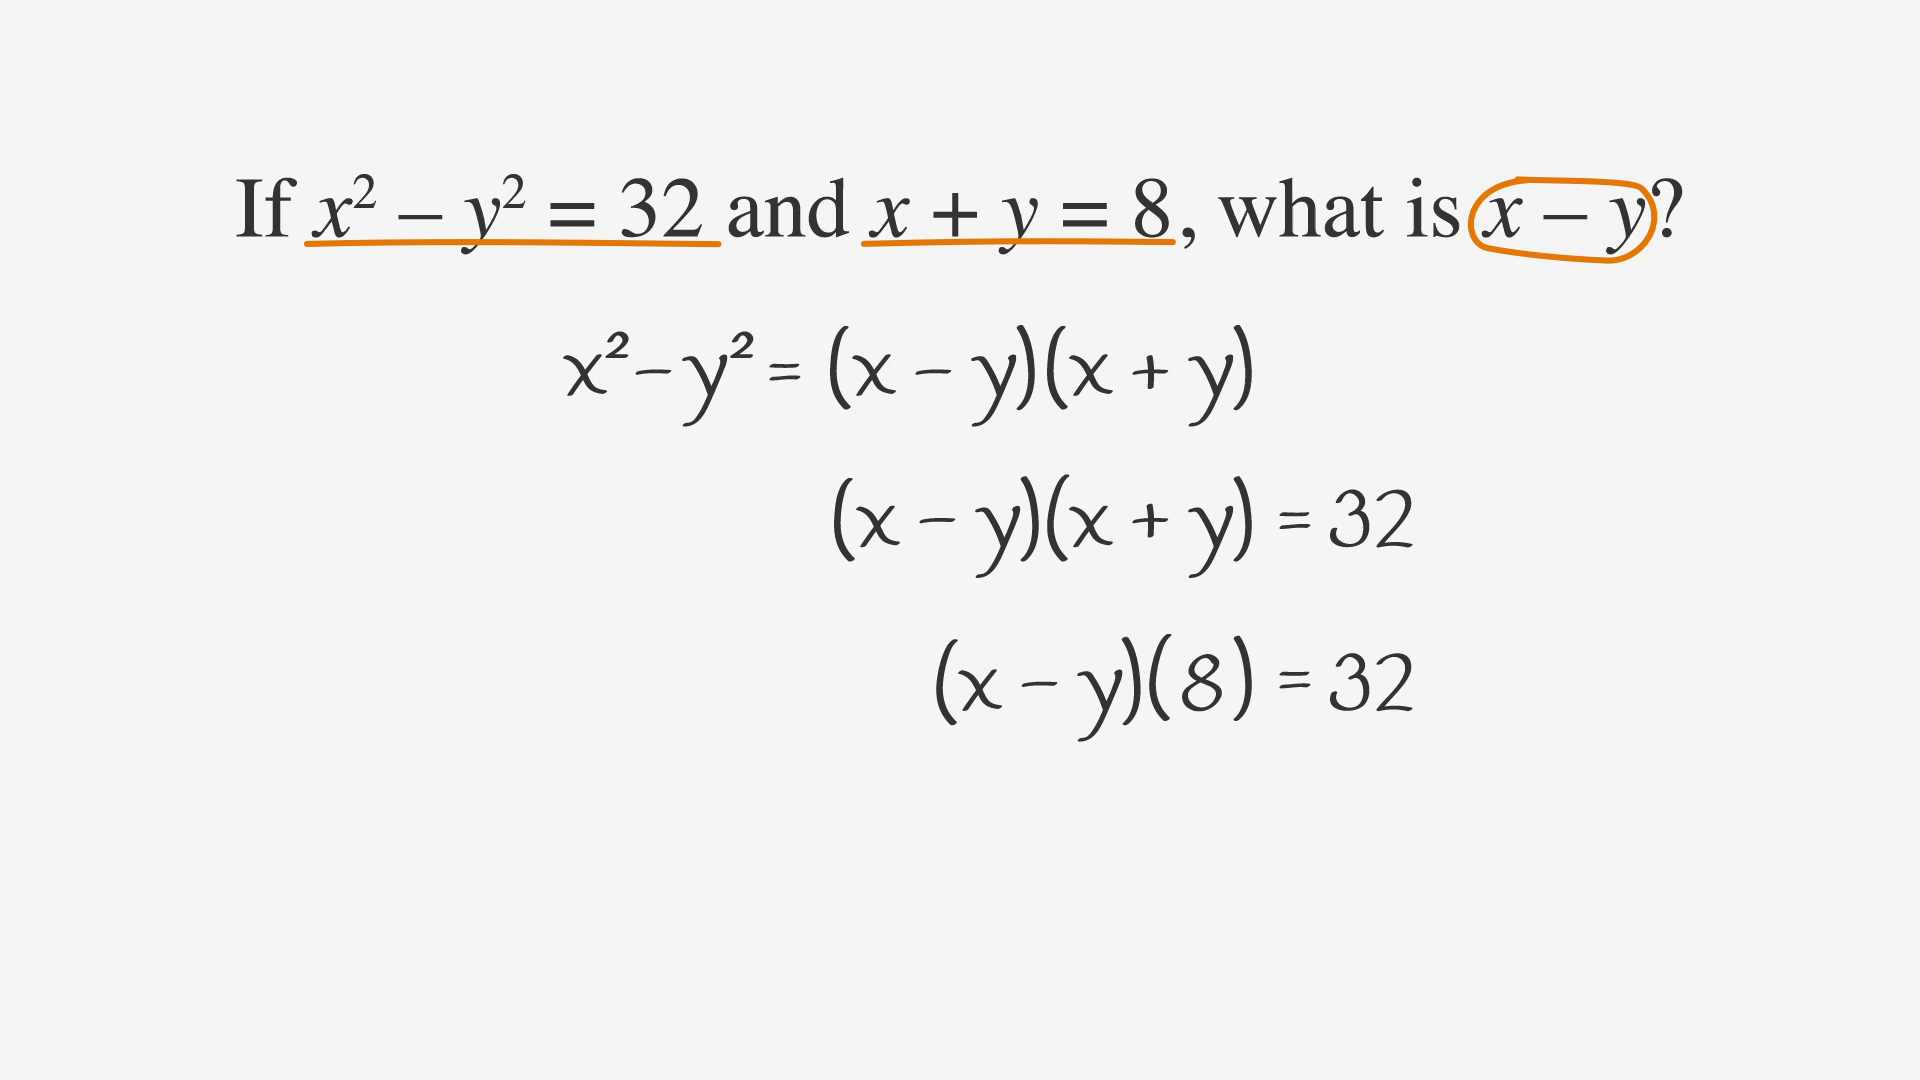 If x² – y² = 32 and x + y = 8, what is x – y?
x² – y² = (x – y)(x + y)
(x – y)(x + y) = 32
(x – y)(8) = 32